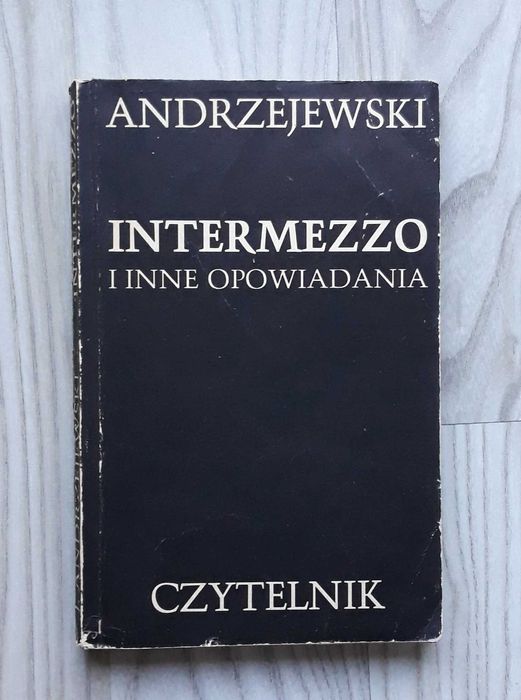 ANDRZEJEWSKI
INTERMEZZO
I INNE OPOWIADANIA
CZYTELNIK